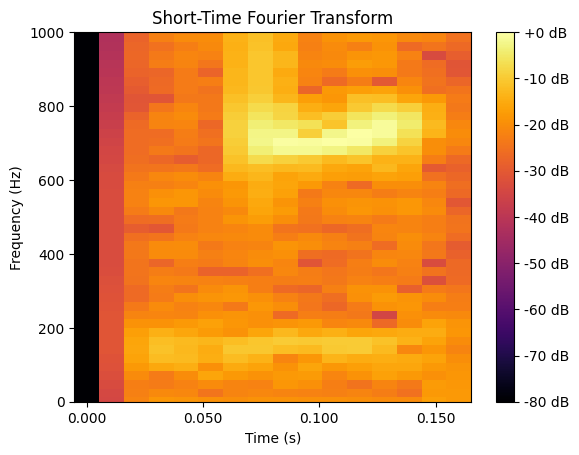 Short-Time Fourier Transform
1000
800
600
400
200
0
Frequency (Hz)
0.000
0.050
0.100
0.150
Time (s)
+0 dB
-10 dB
-20 dB
-30 dB
-40 dB
-50 dB
-60 dB
-70 dB
-80 dB